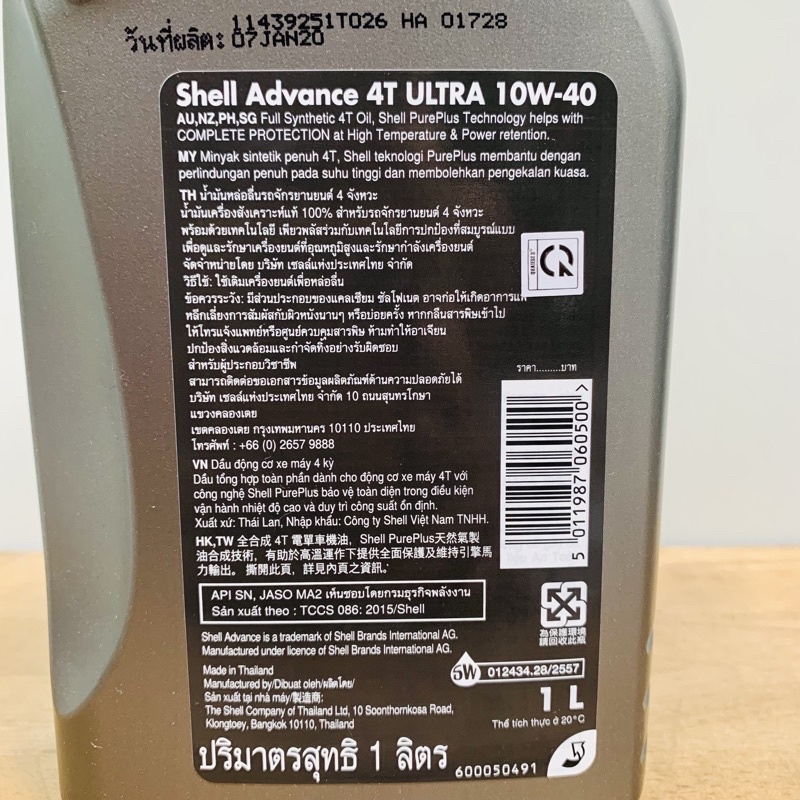 11439251T026 HA 01728
วันที่ผลิต: 07JAN20
Shell Advance 4T ULTRA 10W-40
AU,NZ,PH,SG Full Synthetic 4T Oil, Shell PurePlus Technology helps with
COMPLETE PROTECTION at High Temperature & Power retention.
MY Minyak sintetik penuh 4T, Shell teknologi PurePlus membantu dengan
perlindungan penuh pada suhu tinggi dan membolehkan pengekalan kuasa.
TH น้ำมันหล่อลื่นรถจักรยานยนต์ 4 จังหวะ
น้ำมันเครื่องสังเคราะห์แท้ 100% สำหรับรถจักรยานยนต์ 4 จังหวะ
พร้อมด้วยเทคโนโลยี เพียวพลัสร่วมกับเทคโนโลยีการปกป้องที่สมบูรณ์แบบ
เพื่อดูและรักษาเครื่องยนต์ที่อุณหภูมิสูงและรักษากำลังเครื่องยนต์
จัดจำหน่ายโดย บริษัท เชลล์แห่งประเทศไทย จำกัด
วิธีใช้: ใช้เติมเครื่องยนต์เพื่อหล่อลื่น
ข้อควรระวัง: มีส่วนประกอบของแคลเซียม ซัลโฟเนต อาจก่อให้เกิดอาการแพ้
หลีกเลี่ยงการสัมผัสกับผิวหนังนานๆ หรือบ่อยครั้ง หากกลืนสารพิษเข้าไป
ให้โทรแจ้งแพทย์หรือศูนย์ควบคุมสารพิษ ห้ามทำให้อาเจียน
ปกป้องสิ่งแวดล้อมและกำจัดทิ้งอย่างรับผิดชอบ
สำหรับผู้ประกอบวิชาชีพ
สามารถติดต่อขอเอกสารข้อมูลผลิตภัณฑ์ด้านความปลอดภัยได้
บริษัท เชลล์แห่งประเทศไทย จำกัด 10 ถนนสุนทรโกษา
แขวงคลองเตย
เขตคลองเตย กรุงเทพมหานคร 10110 ประเทศไทย
โทรศัพท์ : +66 (0) 2657 9888
ราคา.........บาท
5 011987 060500 >
VN Dầu động cơ xe máy 4 kỳ
Dầu tổng hợp toàn phần dành cho động cơ xe máy 4T với
công nghệ Shell PurePlus bảo vệ toàn diện trong điều kiện
vận hành nhiệt độ cao và duy trì công suất ổn định.
Xuất xứ: Thái Lan, Nhập khẩu: Công ty Shell Việt Nam TNHH.
HK,TW 全合成 4T 電單車機油，Shell PurePlus天然氣製
油合成技術，有助於高溫運作下提供全面保護及維持引擎馬
力輸出。 撕開此頁，詳見內頁之資訊。
API SN, JASO MA2 เห็นชอบโดยกรมธุรกิจพลังงาน
Sản xuất theo : TCCS 086: 2015/Shell
為保護環境
請回收此瓶
Shell Advance is a trademark of Shell Brands International AG.
Manufactured under licence of Shell Brands International AG.
Made in Thailand
Manufactured by/Dibuat oleh/ผลิตโดย/
Sản xuất tại nhà máy/製造商:
The Shell Company of Thailand Ltd, 10 Soonthornkosa Road,
Klongtoey, Bangkok 10110, Thailand
5W 012434.28/2557
1 L
Thể tích thực ở 20°C
ปริมาตรสุทธิ 1 ลิตร
600050491